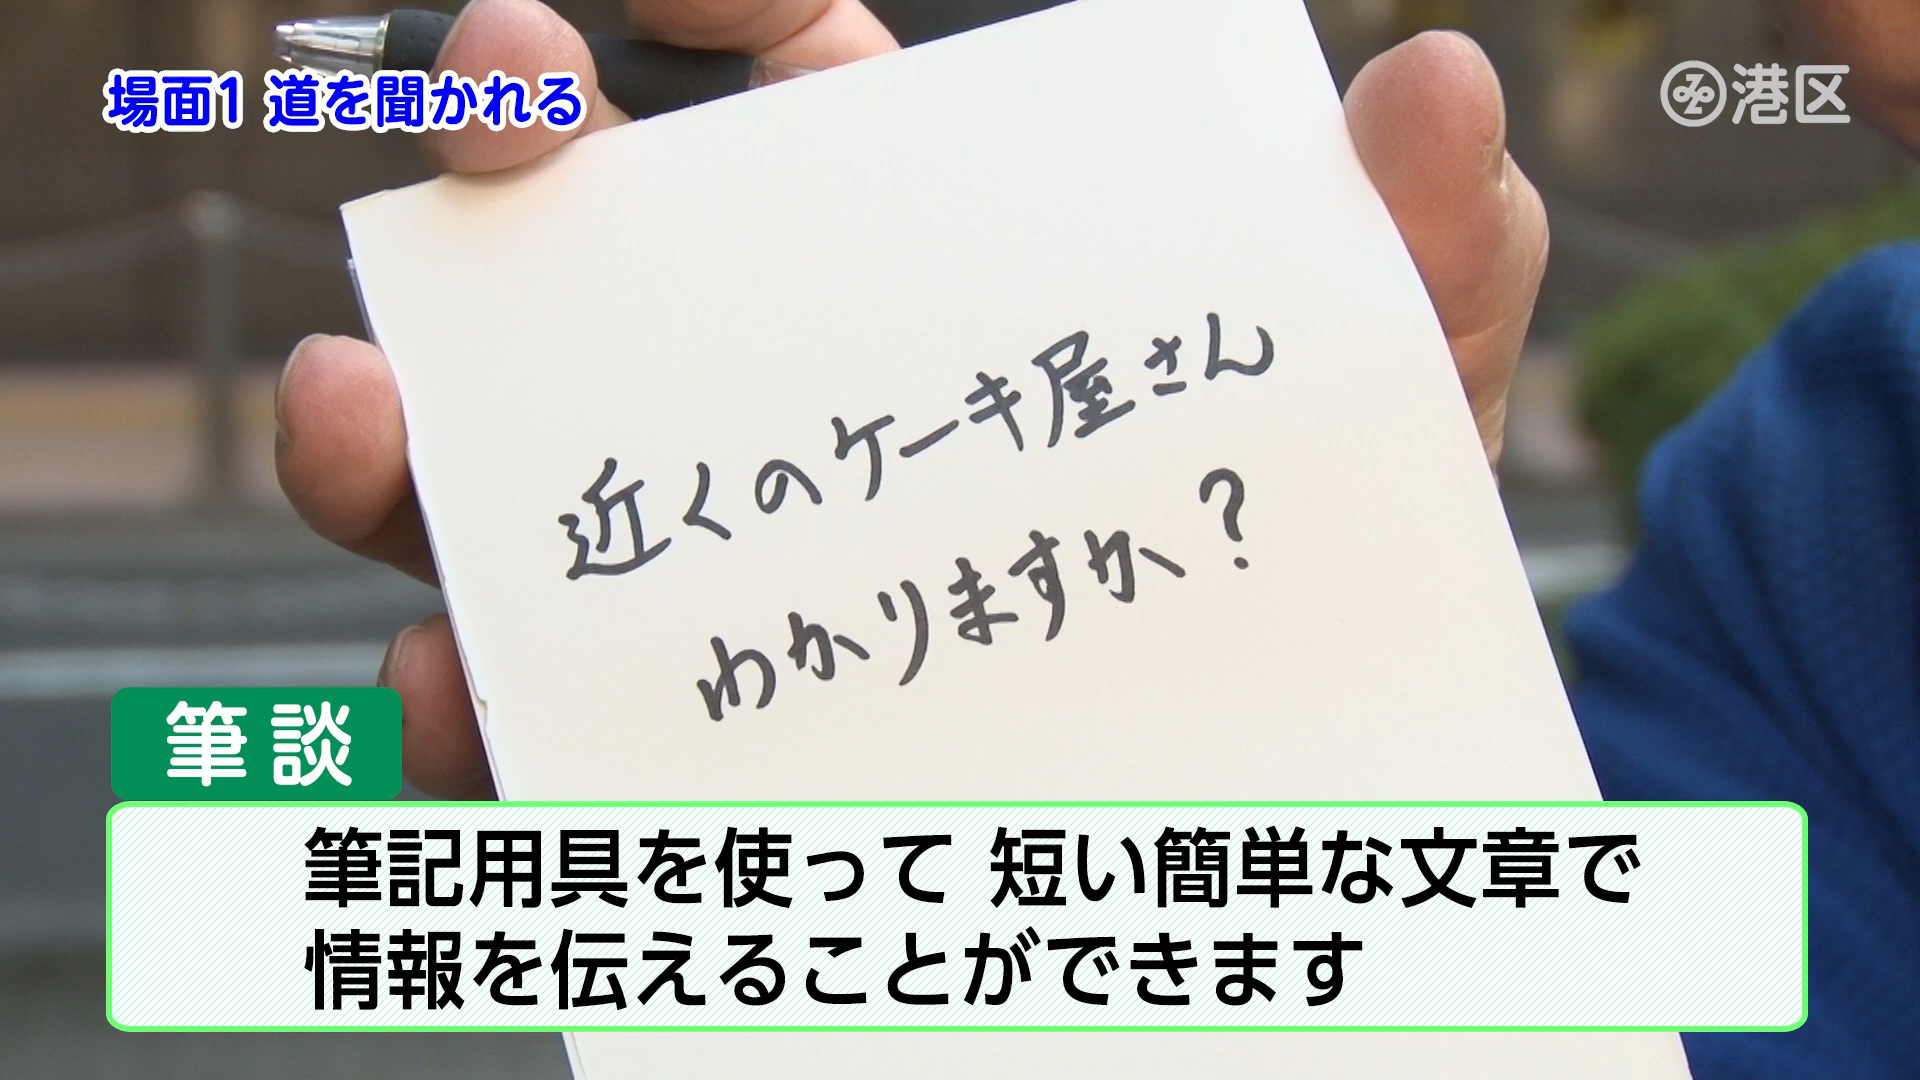 場面1 道を聞かれる
港区
近くのケーキ屋さん
わかりますか?
筆談
筆記用具を使って 短い簡単な文章で
情報を伝えることができます